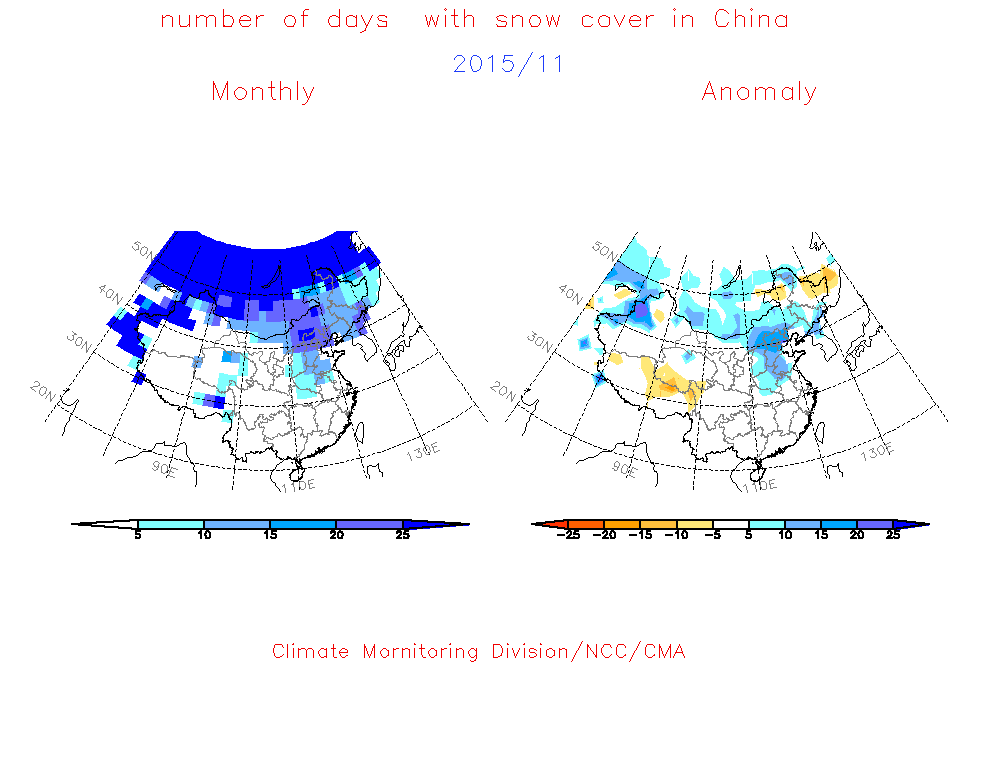 number of days with snow cover in China
2015/11
Monthly Anomaly
50N 50N
40N 40N
30N 30N
20N 20N
90E 110E 130E 90E 110E 130E
5 10 15 20 25 -25 -20 -15 -10 -5 5 10 15 20 25
Climate Mornitoring Division/NCC/CMA